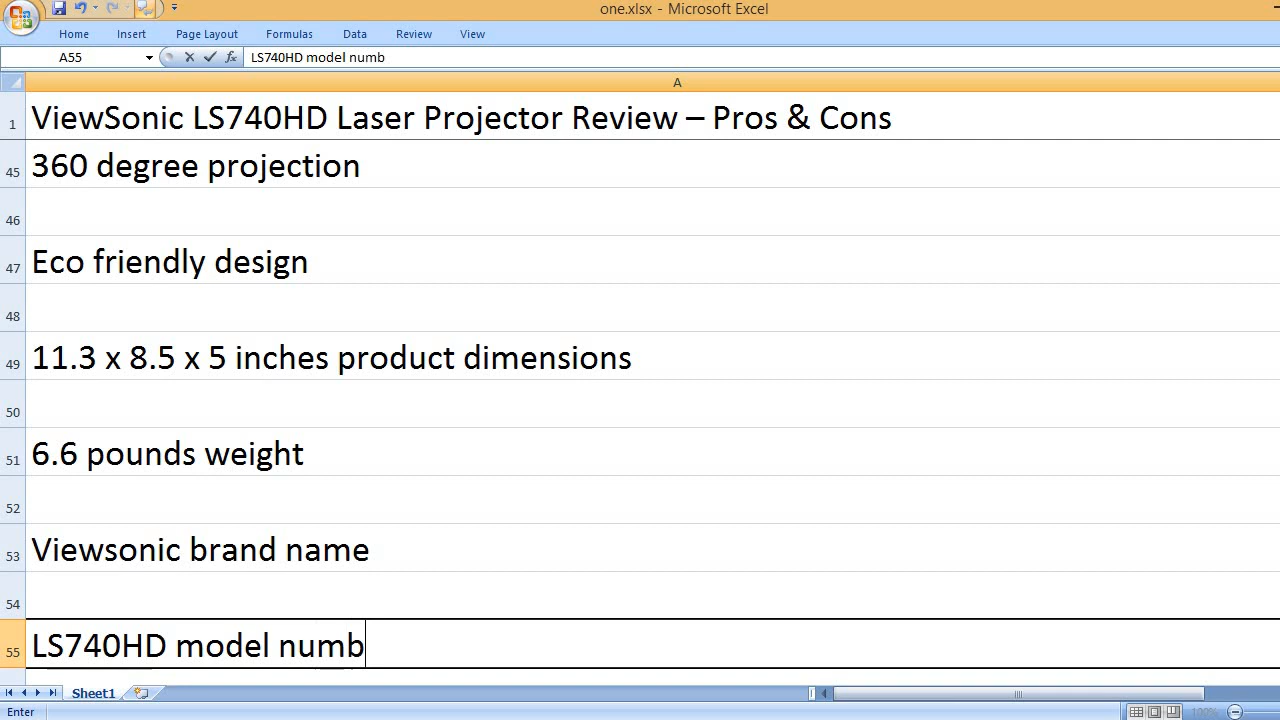 one.xlsx - Microsoft Excel
Home Insert Page Layout Formulas Data Review View
A55 fx LS740HD model numb
A
1 ViewSonic LS740HD Laser Projector Review – Pros & Cons
45 360 degree projection
46
47 Eco friendly design
48
49 11.3 x 8.5 x 5 inches product dimensions
50
51 6.6 pounds weight
52
53 Viewsonic brand name
54
55 LS740HD model numb
Sheet1
Enter 100%